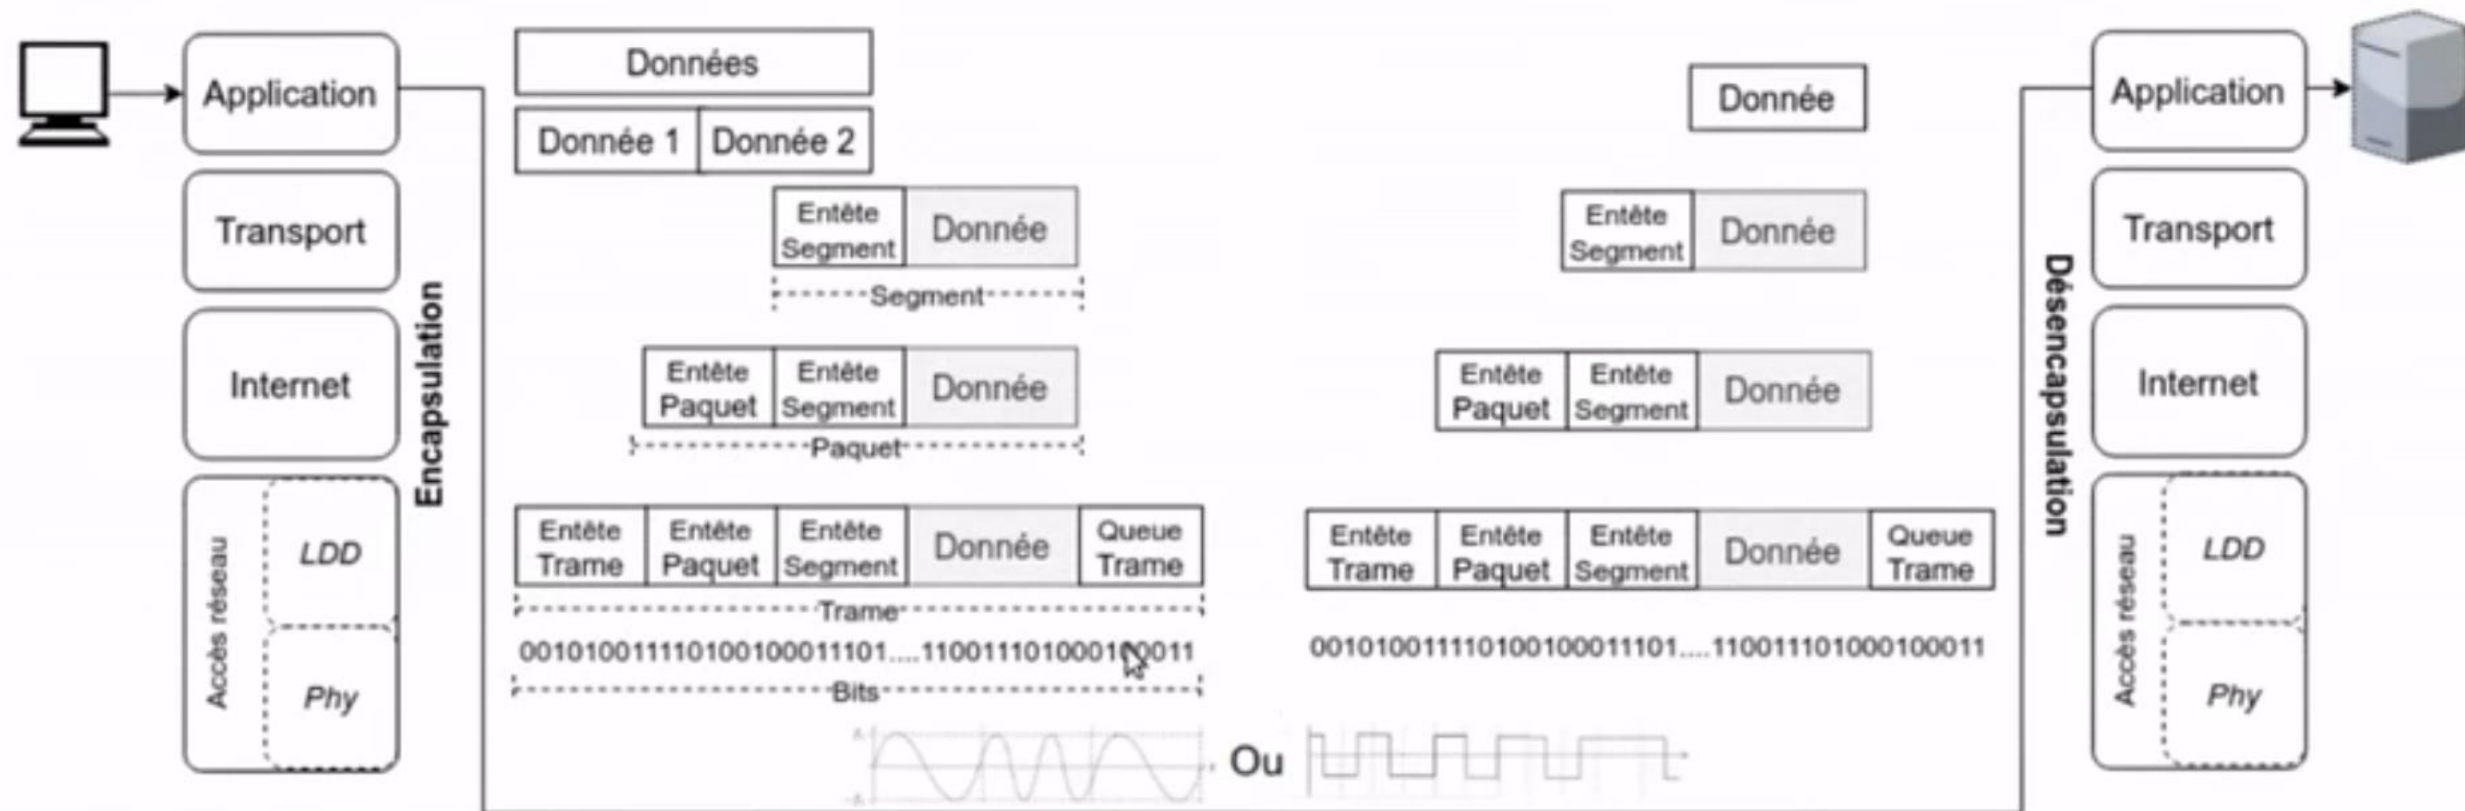 Application
Transport
Internet
Accès réseau
LDD
Phy
Encapsulation
Données
Donnée 1 Donnée 2
Entête Segment Donnée
Segment
Entête Paquet Entête Segment Donnée
Paquet
Entête Trame Entête Paquet Entête Segment Donnée Queue Trame
Trame
001010011110100100011101....110011101000100011
Bits
Ou
Donnée
Entête Segment Donnée
Entête Paquet Entête Segment Donnée
Entête Trame Entête Paquet Entête Segment Donnée Queue Trame
001010011110100100011101....110011101000100011
Désencapsulation
Application
Transport
Internet
Accès réseau
LDD
Phy